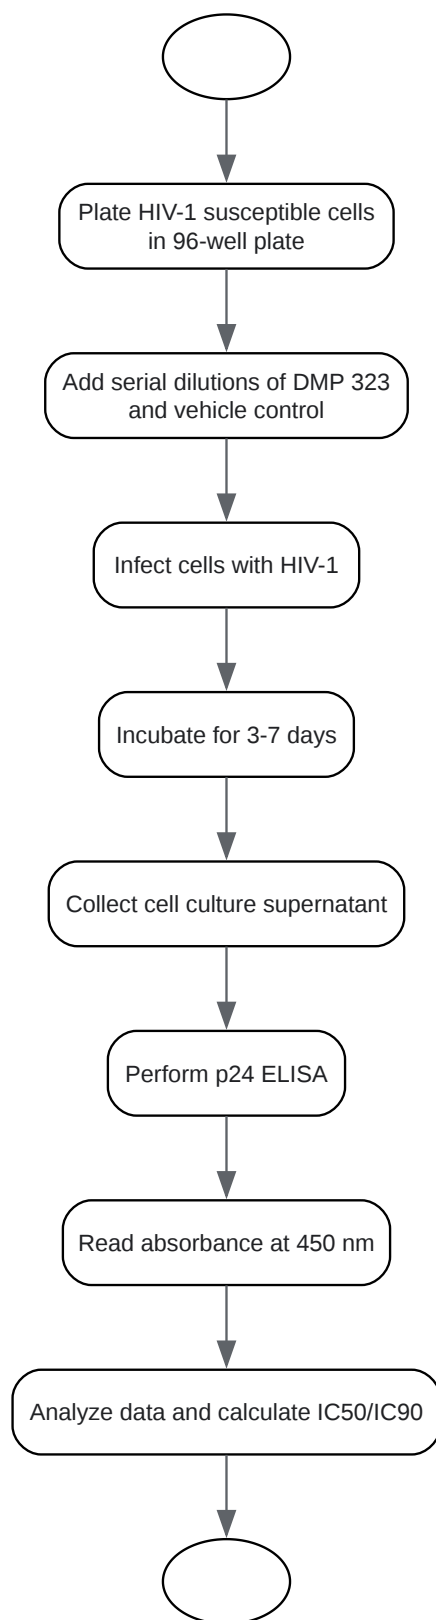 Plate HIV-1 susceptible cells
in 96-well plate
Add serial dilutions of DMP 323
and vehicle control
Infect cells with HIV-1
Incubate for 3-7 days
Collect cell culture supernatant
Perform p24 ELISA
Read absorbance at 450 nm
Analyze data and calculate IC50/IC90